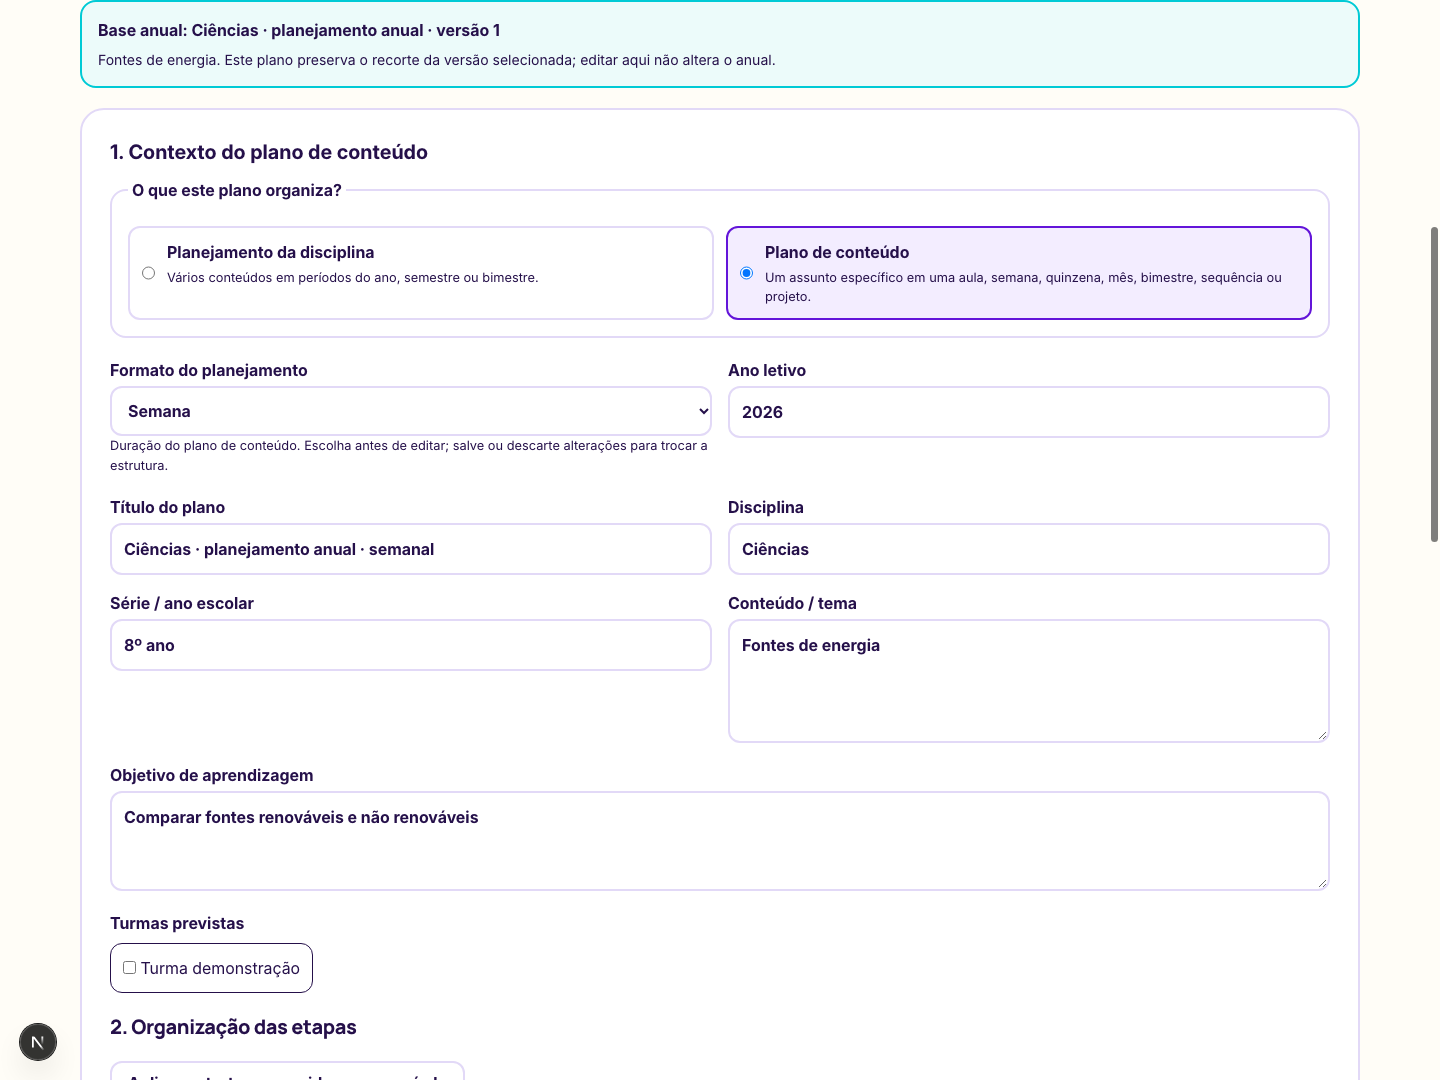 Base anual: Ciências · planejamento anual · versão 1
Fontes de energia. Este plano preserva o recorte da versão selecionada; editar aqui não altera o anual.
1. Contexto do plano de conteúdo
O que este plano organiza?
Planejamento da disciplina
Vários conteúdos em períodos do ano, semestre ou bimestre.
Plano de conteúdo
Um assunto específico em uma aula, semana, quinzena, mês, bimestre, sequência ou
projeto.
Formato do planejamento
Semana
Duração do plano de conteúdo. Escolha antes de editar; salve ou descarte alterações para trocar a
estrutura.
Ano letivo
2026
Título do plano
Ciências · planejamento anual · semanal
Disciplina
Ciências
Série / ano escolar
8º ano
Conteúdo / tema
Fontes de energia
Objetivo de aprendizagem
Comparar fontes renováveis e não renováveis
Turmas previstas
Turma demonstração
2. Organização das etapas
N